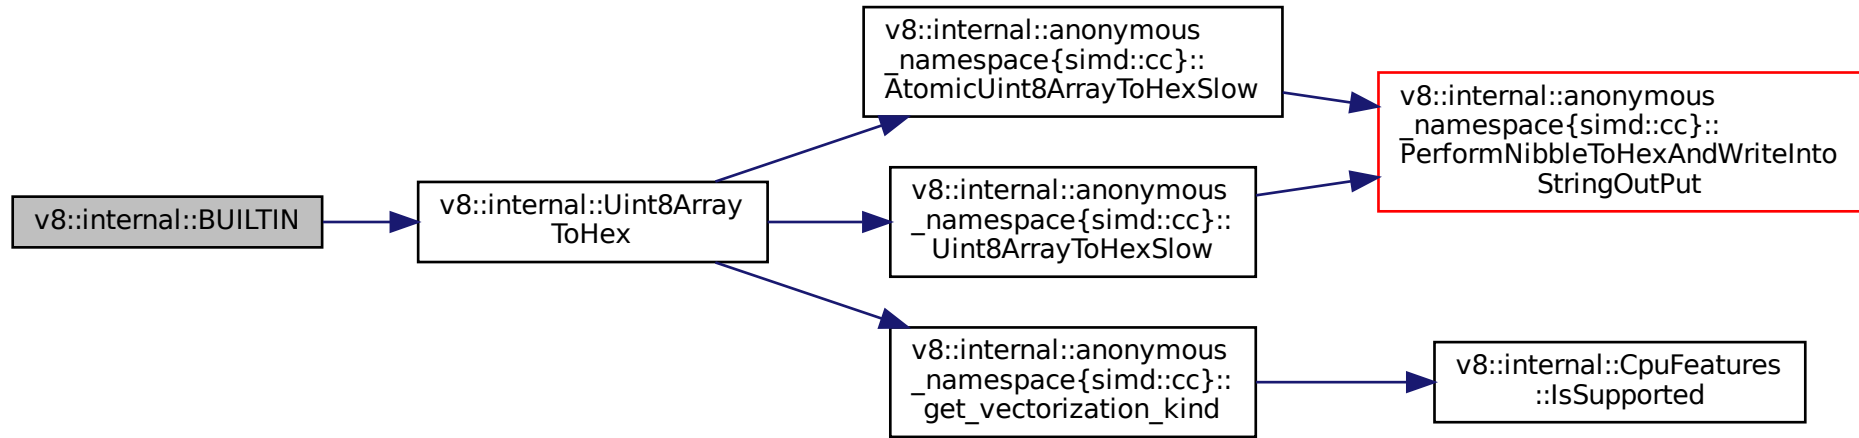 v8::internal::BUILTIN
v8::internal::Uint8Array
ToHex
v8::internal::anonymous
_namespace{simd::cc}::
AtomicUint8ArrayToHexSlow
v8::internal::anonymous
_namespace{simd::cc}::
Uint8ArrayToHexSlow
v8::internal::anonymous
_namespace{simd::cc}::
get_vectorization_kind
v8::internal::anonymous
_namespace{simd::cc}::
PerformNibbleToHexAndWriteInto
StringOutPut
v8::internal::CpuFeatures
::IsSupported